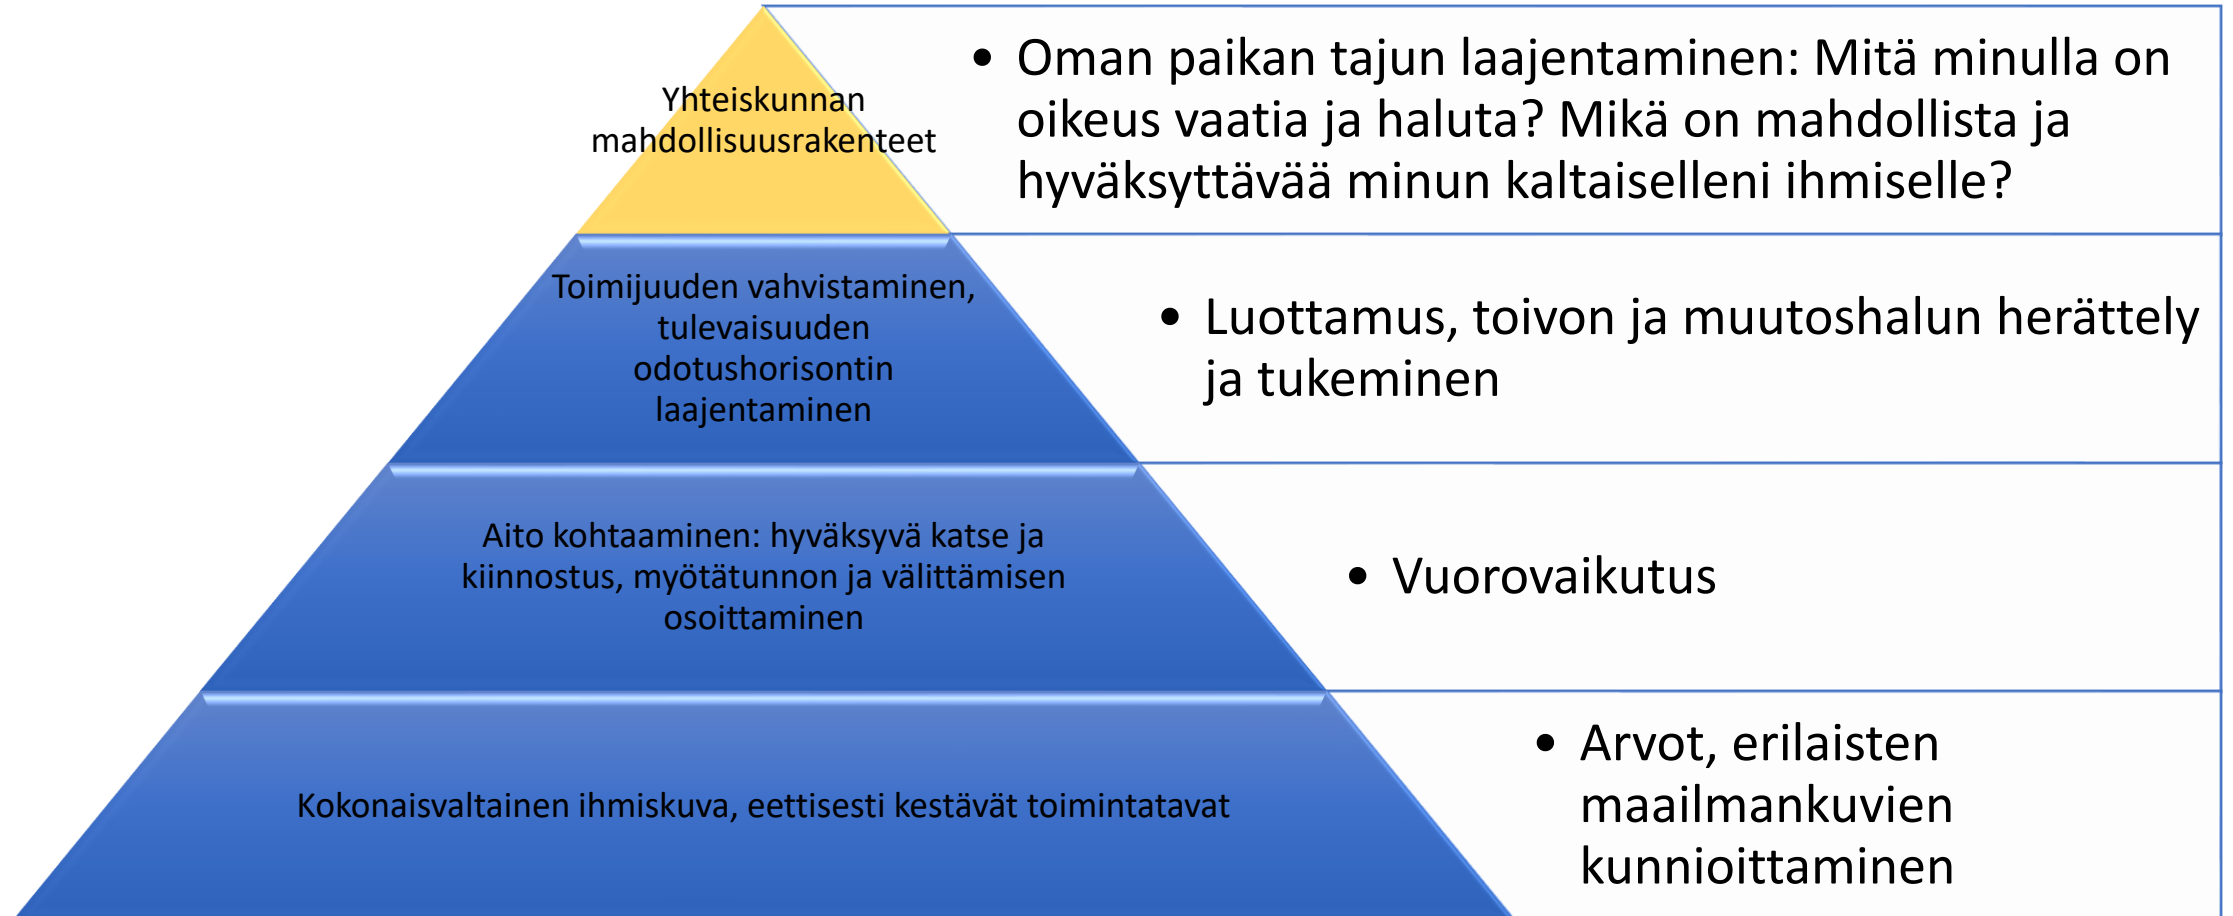 Yhteiskunnan
mahdollisuusrakenteet
• Oman paikan tajun laajentaminen: Mitä minulla on
oikeus vaatia ja haluta? Mikä on mahdollista ja
hyväksyttävää minun kaltaiselleni ihmiselle?
Toimijuuden vahvistaminen,
tulevaisuuden
odotushorisontin
laajentaminen
• Luottamus, toivon ja muutoshalun herättely
ja tukeminen
Aito kohtaaminen: hyväksyvä katse ja
kiinnostus, myötätunnon ja välittämisen
osoittaminen
• Vuorovaikutus
Kokonaisvaltainen ihmiskuva, eettisesti kestävät toimintatavat
• Arvot, erilaisten
maailmankuvien
kunnioittaminen